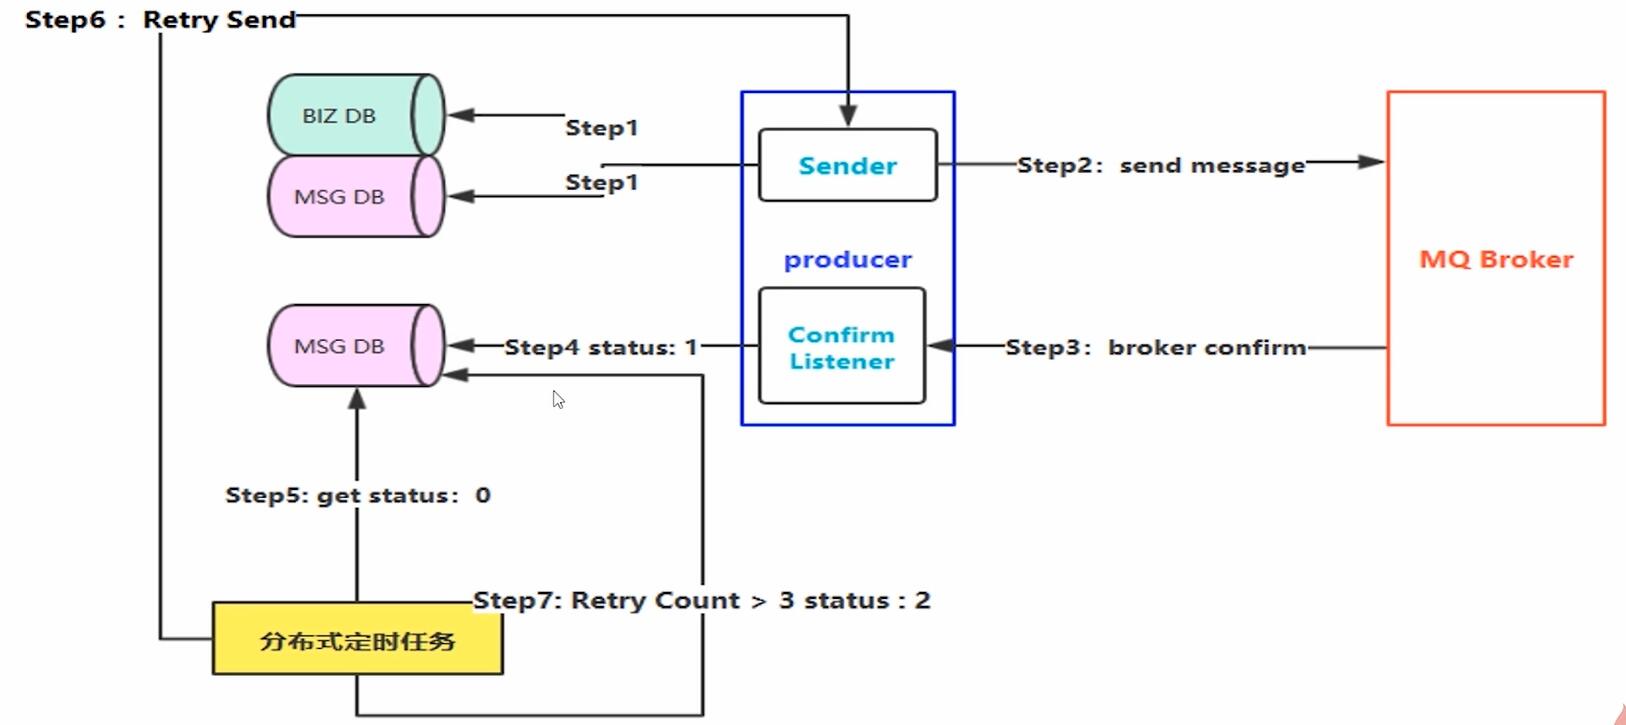 Step6： Retry Send
BIZ DB
Step1
MSG DB
Step1
Sender
Step2：send message
producer
MQ Broker
MSG DB
Step4 status: 1
Confirm
Listener
Step3：broker confirm
Step5: get status：0
Step7: Retry Count > 3 status : 2
分布式定时任务